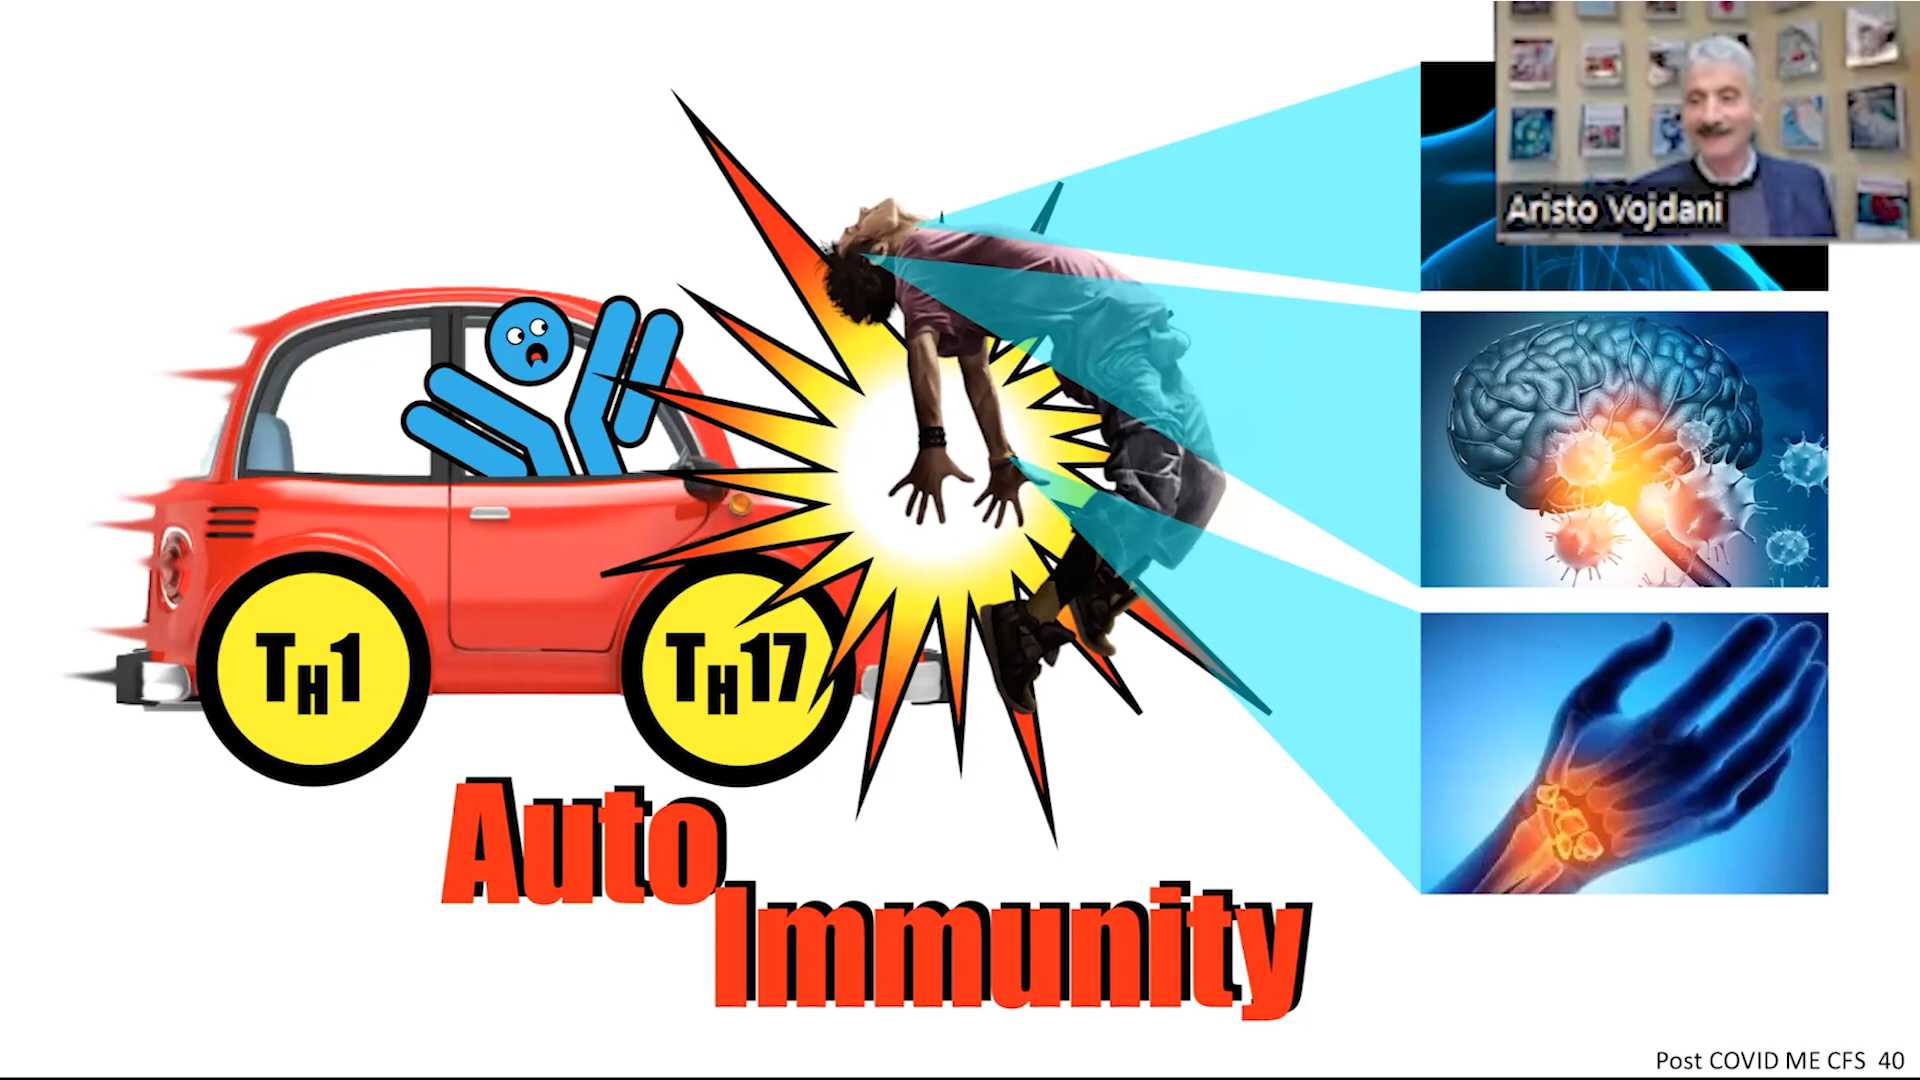 Aristo Vojdani
TH1
TH17
Auto
Immunity
Post COVID ME CFS 40